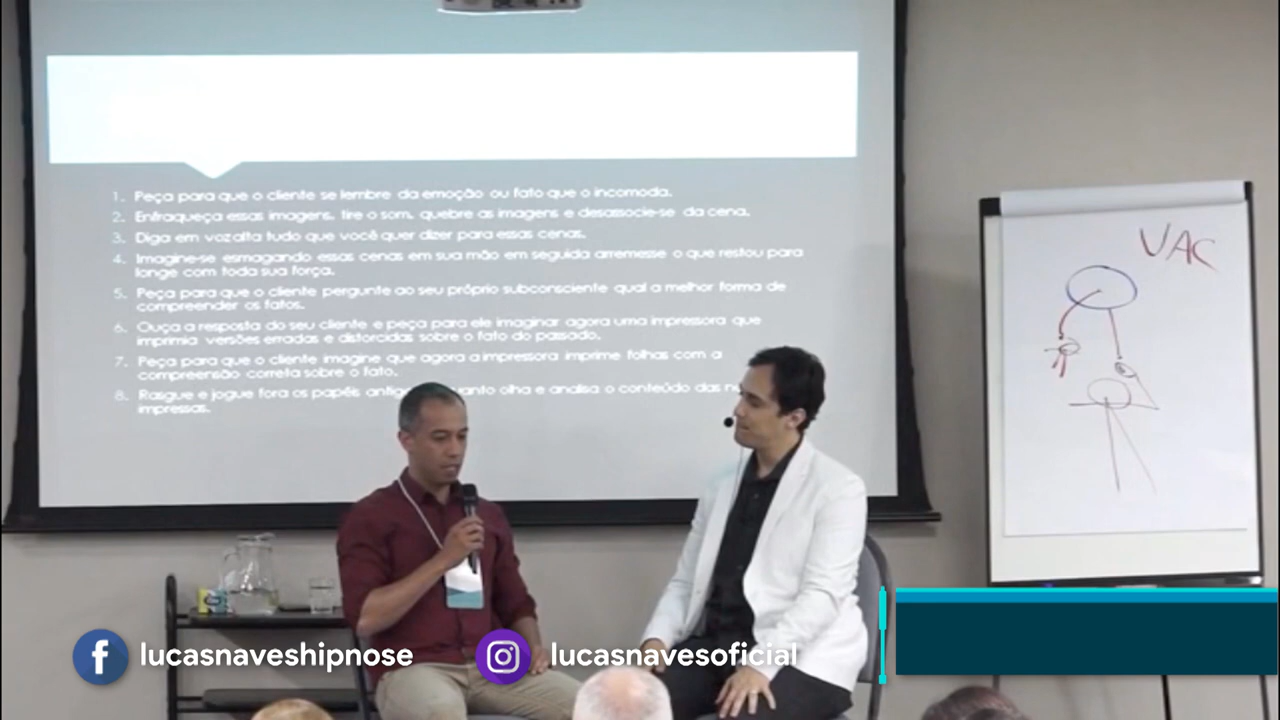 1. Peça para que o cliente se lembre da emoção ou fato que o incomoda.
2. Enfraqueça essas imagens, tire o som, quebre as imagens e desassocie-se da cena.
3. Diga em voz alta tudo que você quer dizer para essas cenas.
4. Imagine-se esmagando essas cenas em sua mão em seguida arremesse o que restou para
longe com toda sua força.
5. Peça para que o cliente pergunte ao seu próprio subconsciente qual a melhor forma de
compreender os fatos.
6. Ouça a resposta do seu cliente e peça para ele imaginar agora uma impressora que
imprimia versões erradas e distorcidas sobre o fato do passado.
7. Peça para que o cliente imagine que agora a impressora imprime folhas com a
compreensão correta sobre o fato.
8. Rasgue e jogue fora os papéis olha e analisa o conteúdo das
impressas.
VAC
lucasnaveshipnose
lucasnavesoficial